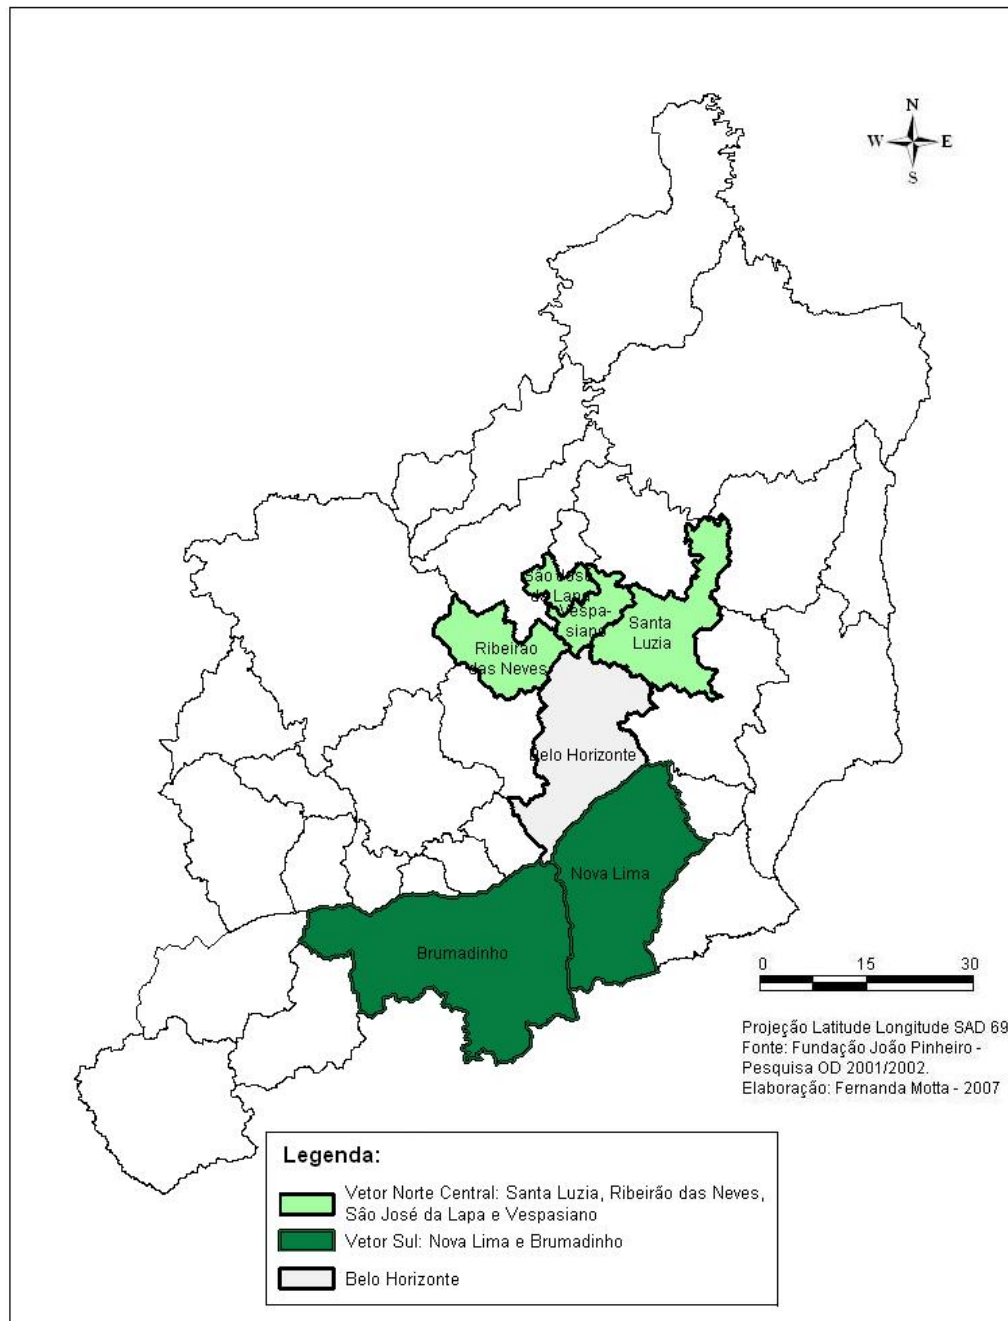 N
W E
S
São José
da Lapa
Vespa-
siano
Santa
Luzia
Ribeirão
das Neves
Belo Horizonte
Nova Lima
Brumadinho
0 15 30
Projeção Latitude Longitude SAD 69
Fonte: Fundação João Pinheiro -
Pesquisa OD 2001/2002.
Elaboração: Fernanda Motta - 2007
Legenda:
Vetor Norte Central: Santa Luzia, Ribeirão das Neves,
São José da Lapa e Vespasiano
Vetor Sul: Nova Lima e Brumadinho
Belo Horizonte